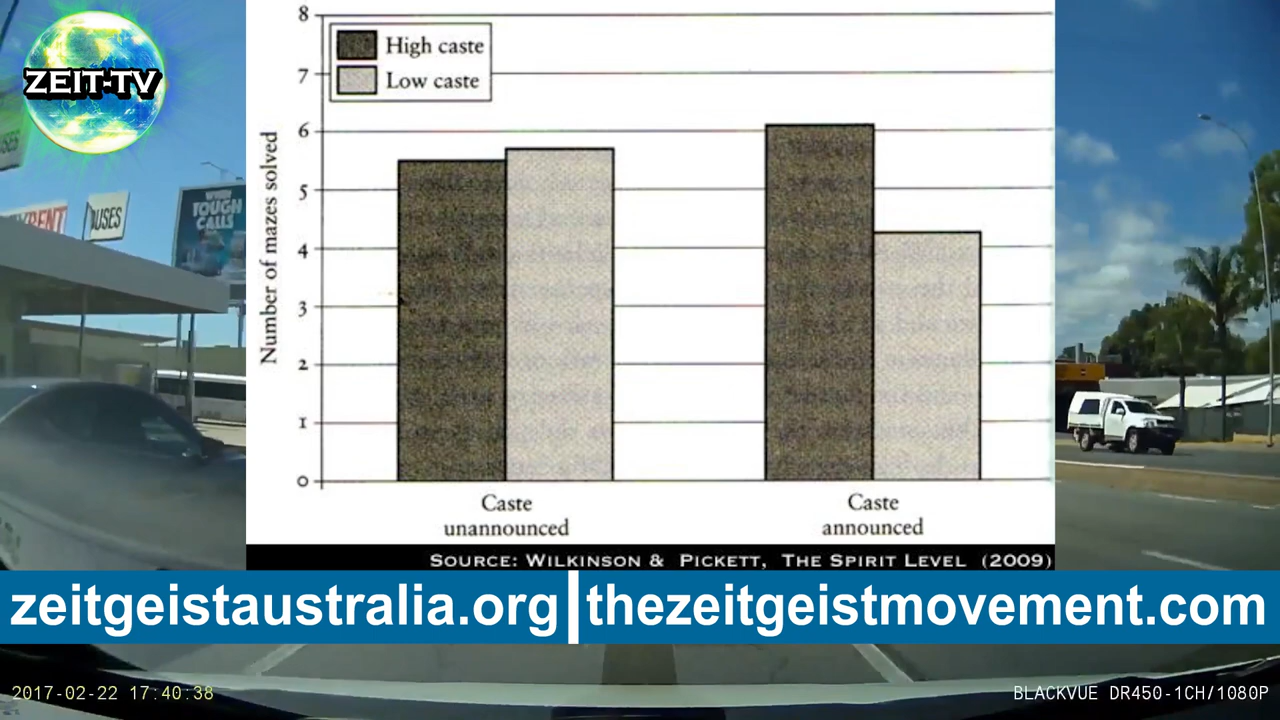 ZEIT-TV
8
High caste
Low caste
7
6
5
4
3
2
1
0
Number of mazes solved
Caste
unannounced
Caste
announced
SOURCE: WILKINSON & PICKETT, THE SPIRIT LEVEL (2009)
TOUGH
CALLS
zeitgeistaustralia.org
thezeitgeistmovement.com
2017-02-22 17:40:38
BLACKVUE DR450-1CH/1080P